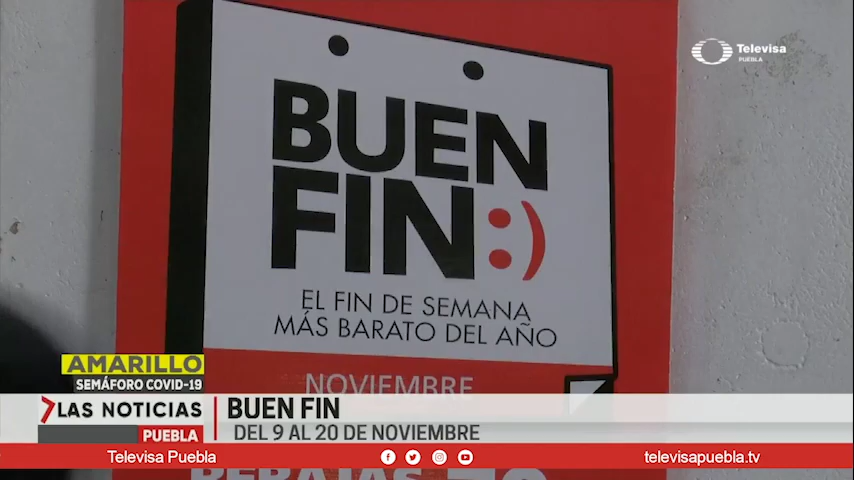 Televisa
PUEBLA
BUEN
FIN:)
EL FIN DE SEMANA
MÁS BARATO DEL AÑO
NOVIEMBRE
AMARILLO
SEMÁFORO COVID-19
LAS NOTICIAS
PUEBLA
BUEN FIN
DEL 9 AL 20 DE NOVIEMBRE
Televisa Puebla
televisapuebla.tv